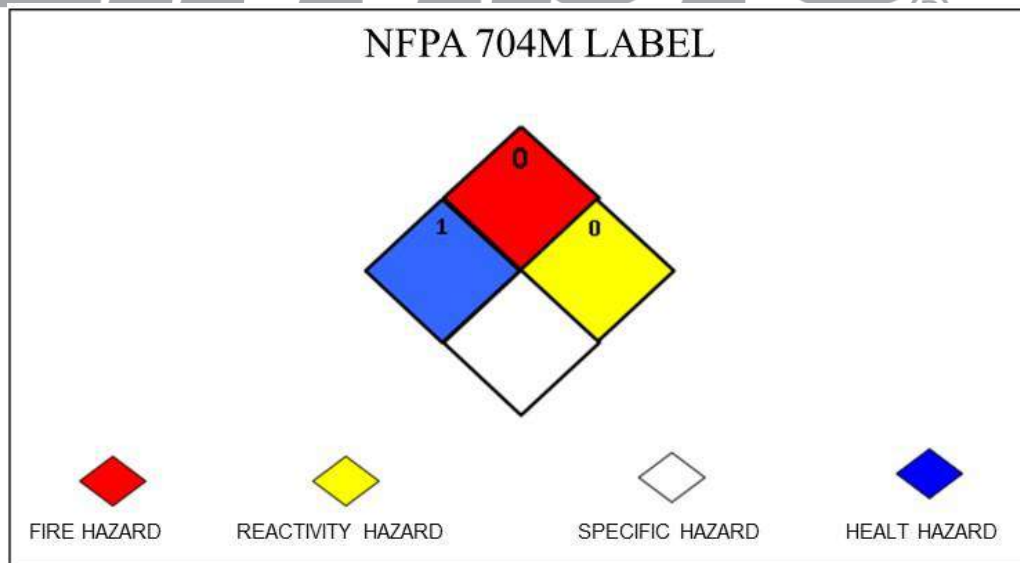 NFPA 704M LABEL
0
1
0
FIRE HAZARD
REACTIVITY HAZARD
SPECIFIC HAZARD
HEALT HAZARD